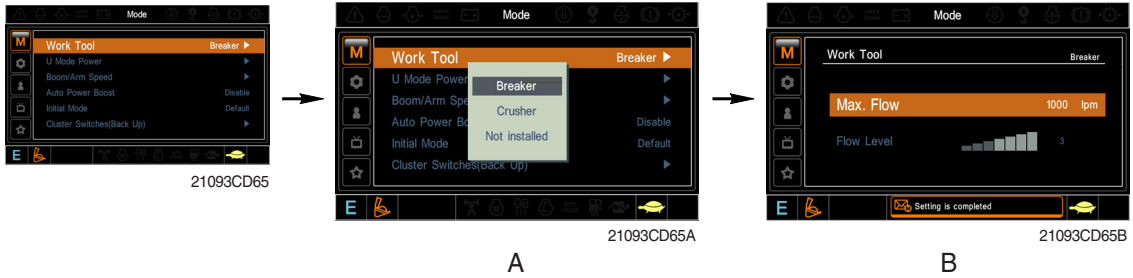 Mode
M
Work Tool Breaker ▶
U Mode Power ▶
Boom/Arm Speed ▶
Auto Power Boost Disable
Initial Mode Default
Cluster Switches(Back Up) ▶
E
21093CD65
Mode
M
Work Tool Breaker ▶
U Mode Power
Boom/Arm Spe
Auto Power Bo Disable
Initial Mode Default
Cluster Switches(Back Up) ▶
Breaker
Crusher
Not installed
E
21093CD65A
A
Mode
M
Work Tool Breaker
Max. Flow 1000 lpm
Flow Level 3
E
Setting is completed
21093CD65B
B